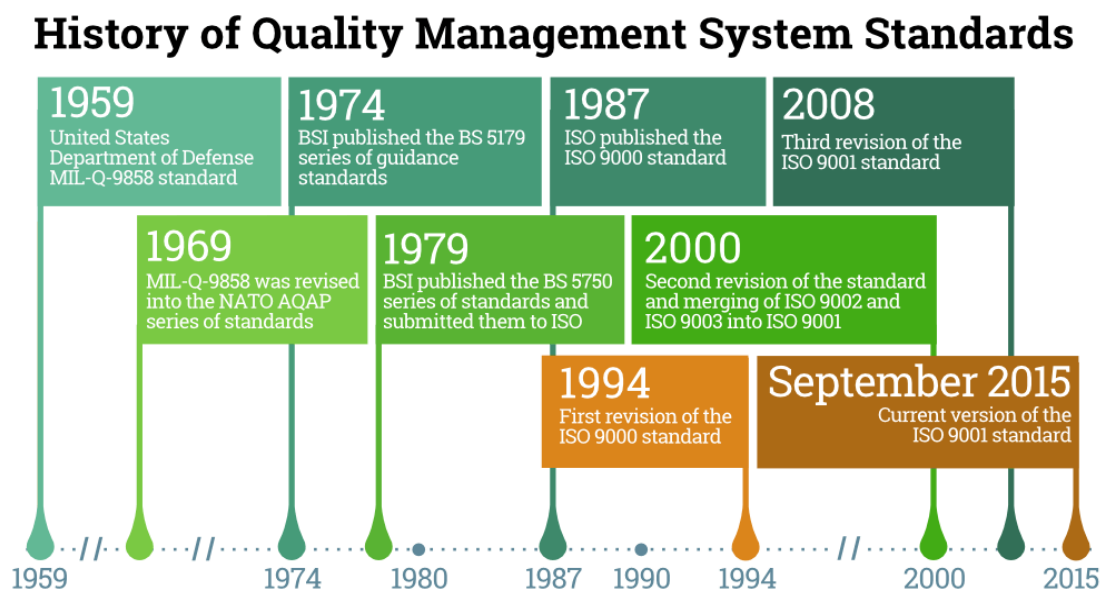 History of Quality Management System Standards
1959
United States
Department of Defense
MIL-Q-9858 standard
1974
BSI published the BS 5179
series of guidance
standards
1987
ISO published the
ISO 9000 standard
2008
Third revision of the
ISO 9001 standard
1969
MIL-Q-9858 was revised
into the NATO AQAP
series of standards
1979
BSI published the BS 5750
series of standards and
submitted them to ISO
2000
Second revision of the standard
and merging of ISO 9002 and
ISO 9003 into ISO 9001
1994
First revision of the
ISO 9000 standard
September 2015
Current version of the
ISO 9001 standard
1959
1974
1980
1987
1990
1994
2000
2015